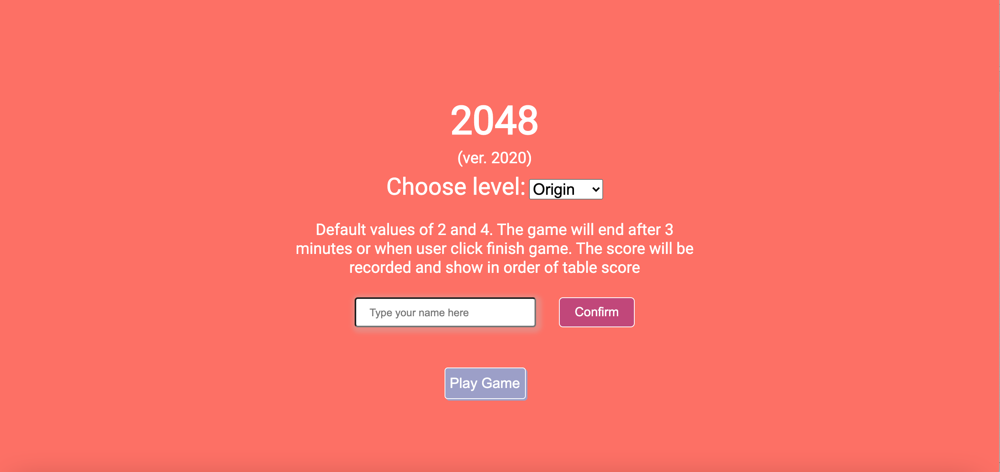 2048
(ver. 2020)
Choose level: Origin
Default values of 2 and 4. The game will end after 3
minutes or when user click finish game. The score will be
recorded and show in order of table score
Type your name here Confirm
Play Game